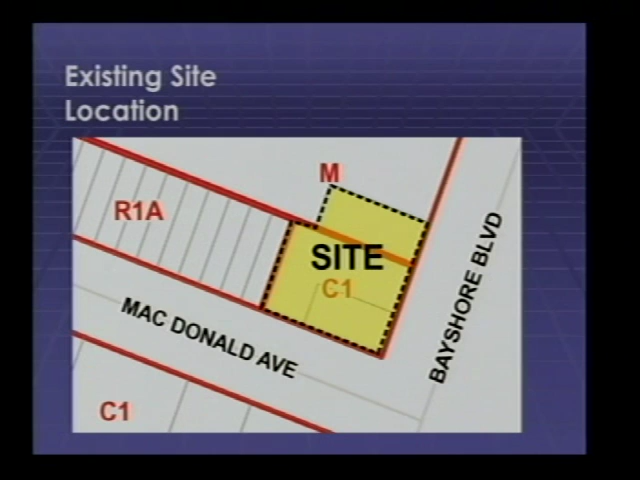 Existing Site
Location
M
R1A
SITE
C1
MAC DONALD AVE
BAYSHORE BLVD
C1